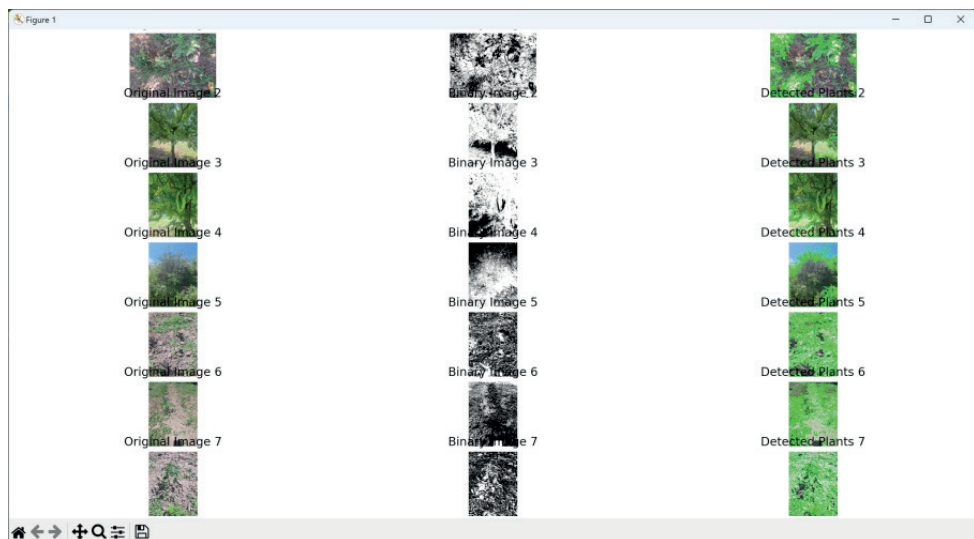 Figure 1
Original Image 2 Binary Image 2 Detected Plants 2
Original Image 3 Binary Image 3 Detected Plants 3
Original Image 4 Binary Image 4 Detected Plants 4
Original Image 5 Binary Image 5 Detected Plants 5
Original Image 6 Binary Image 6 Detected Plants 6
Original Image 7 Binary Image 7 Detected Plants 7